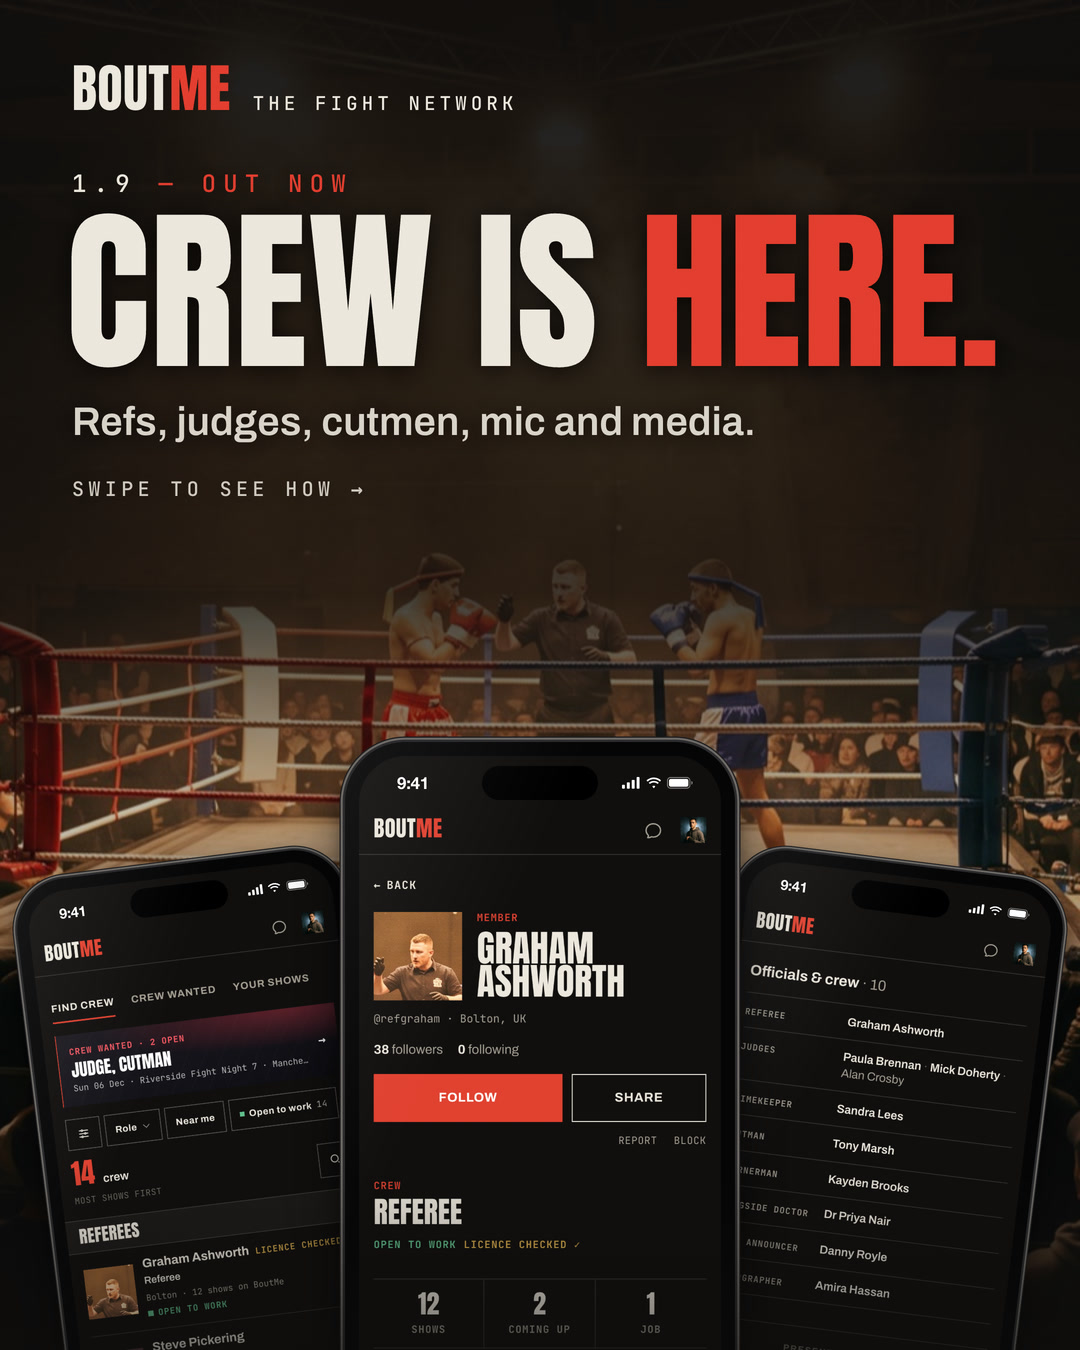 BOUTME THE FIGHT NETWORK
1.9 — OUT NOW
CREW IS HERE.
Refs, judges, cutmen, mic and media.
SWIPE TO SEE HOW →
9:41
BOUTME
FIND CREW CREW WANTED YOUR SHOWS
CREW WANTED · 2 OPEN →
JUDGE, CUTMAN
Sun 06 Dec · Riverside Fight Night 7 · Manche…
Role Near me Open to work 14
14 crew
MOST SHOWS FIRST
REFEREES
Graham Ashworth LICENCE CHECKED
Referee
Bolton · 12 shows on BoutMe
OPEN TO WORK
Steve Pickering
9:41
BOUTME
← BACK
MEMBER
GRAHAM
ASHWORTH
@refgraham · Bolton, UK
38 followers 0 following
FOLLOW SHARE
REPORT BLOCK
CREW
REFEREE
OPEN TO WORK LICENCE CHECKED ✓
12 2 1
SHOWS COMING UP JOB
9:41
BOUTME
Officials & crew · 10
REFEREE Graham Ashworth
JUDGES Paula Brennan · Mick Doherty ·
Alan Crosby
IMEKEEPER Sandra Lees
TMAN Tony Marsh
NERMAN Kayden Brooks
GSIDE DOCTOR Dr Priya Nair
ANNOUNCER Danny Royle
GRAPHER Amira Hassan